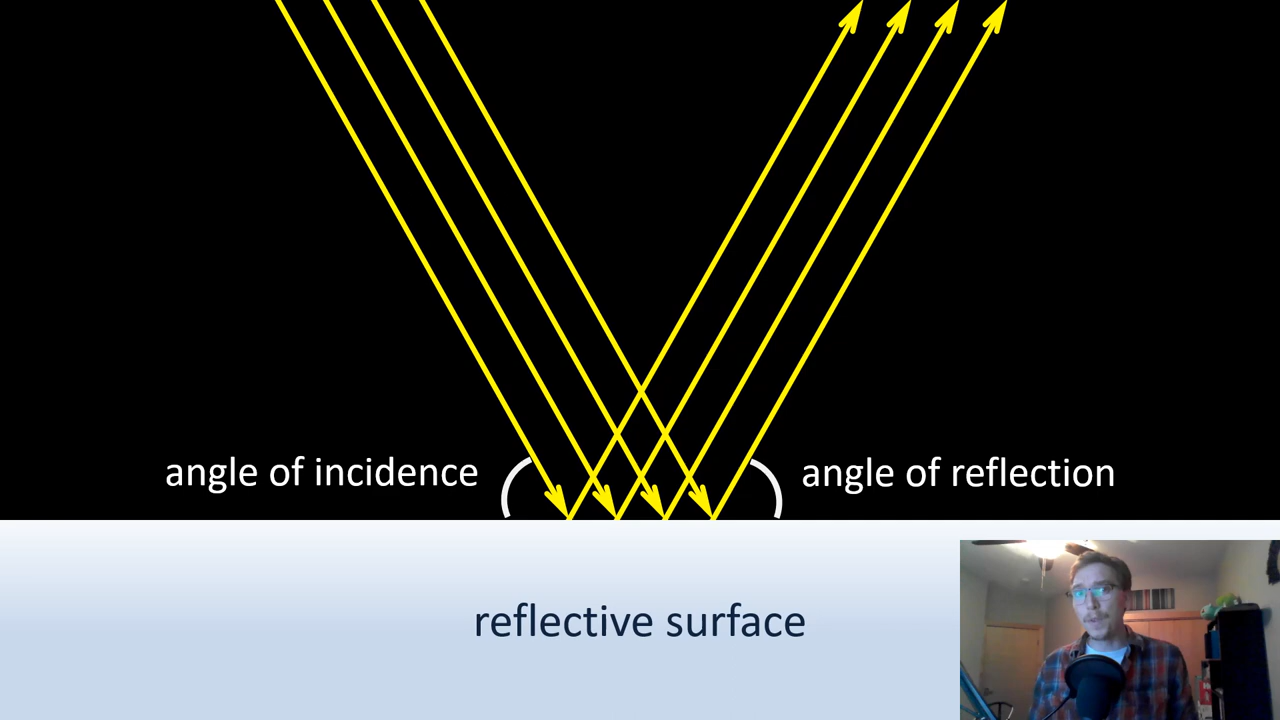 angle of incidence
angle of reflection
reflective surface